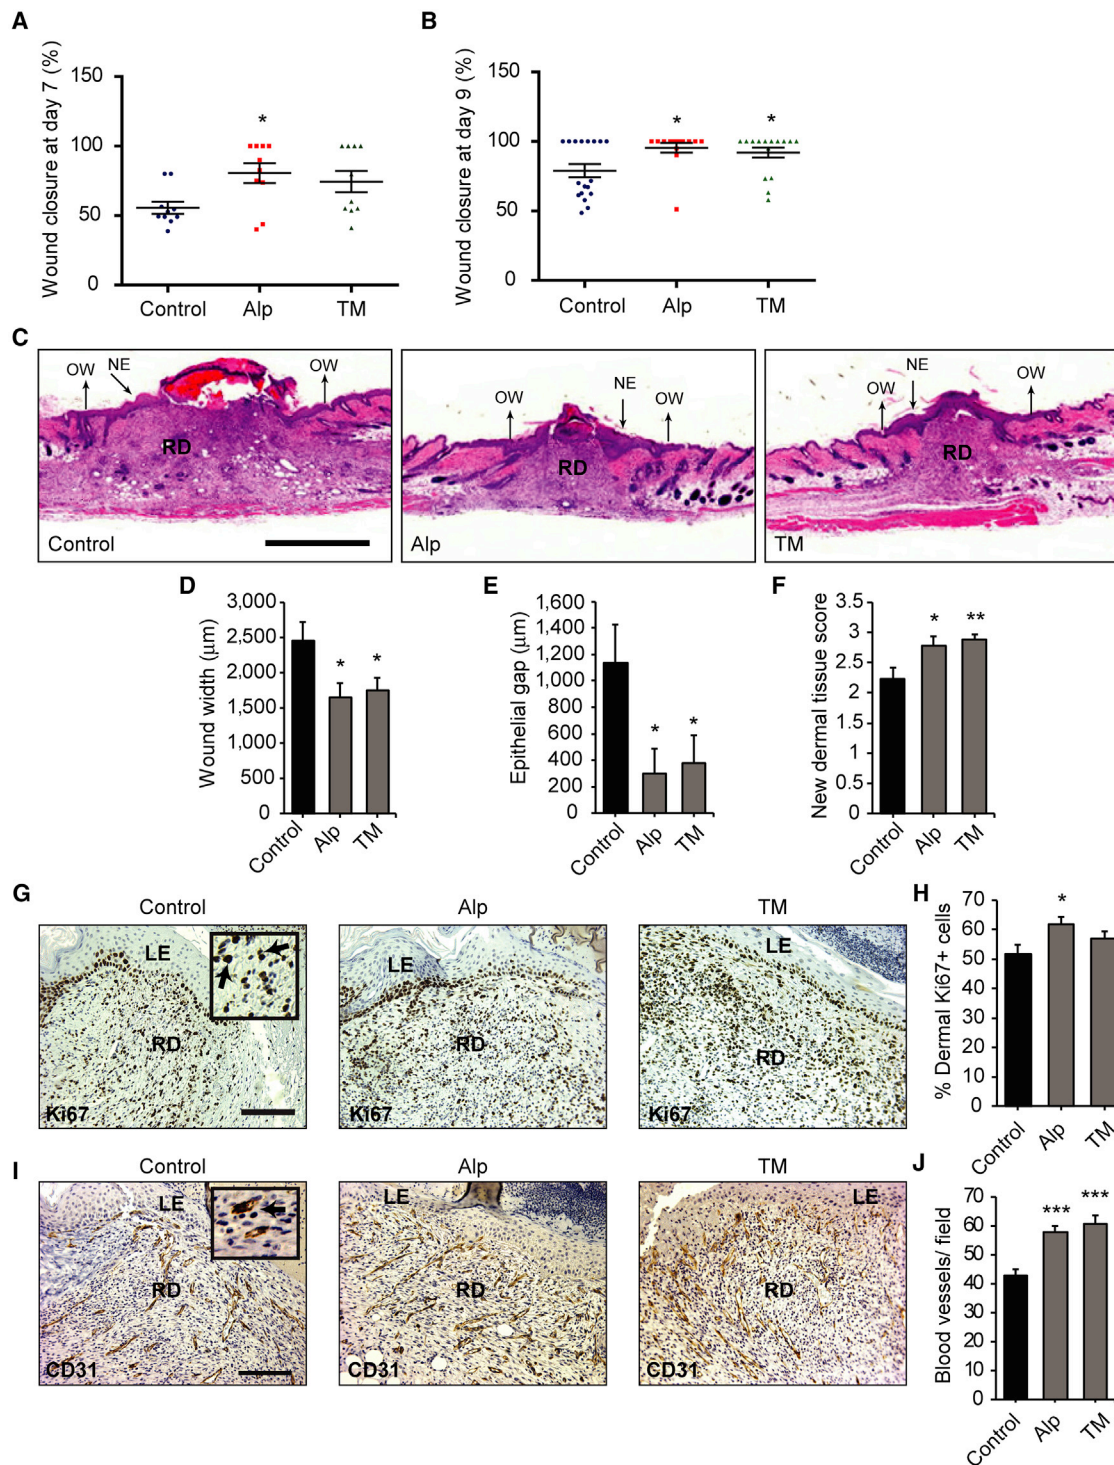 A
Wound closure at day 7 (%)
150
100
50
0
*
Control Alp TM
B
Wound closure at day 9 (%)
150
100
50
0
* *
Control Alp TM
C
OW NE OW
RD
Control
OW NE OW
RD
Alp
OW NE OW
RD
TM
D
Wound width (μm)
3,000
2,500
2,000
1,500
1,000
500
0
* *
Control Alp TM
E
Epithelial gap (μm)
1,600
1,400
1,200
1,000
800
600
400
200
0
* *
Control Alp TM
F
New dermal tissue score
3.5
3
2.5
2
1.5
1
0.5
0
* **
Control Alp TM
G
Control Alp TM
LE
RD
Ki67
LE
RD
Ki67
LE
RD
Ki67
H
% Dermal Ki67+ cells
70
60
50
40
30
20
10
0
*
Control Alp TM
I
Control Alp TM
LE
RD
CD31
LE
RD
CD31
LE
RD
CD31
J
Blood vessels/ field
70
60
50
40
30
20
10
0
*** ***
Control Alp TM